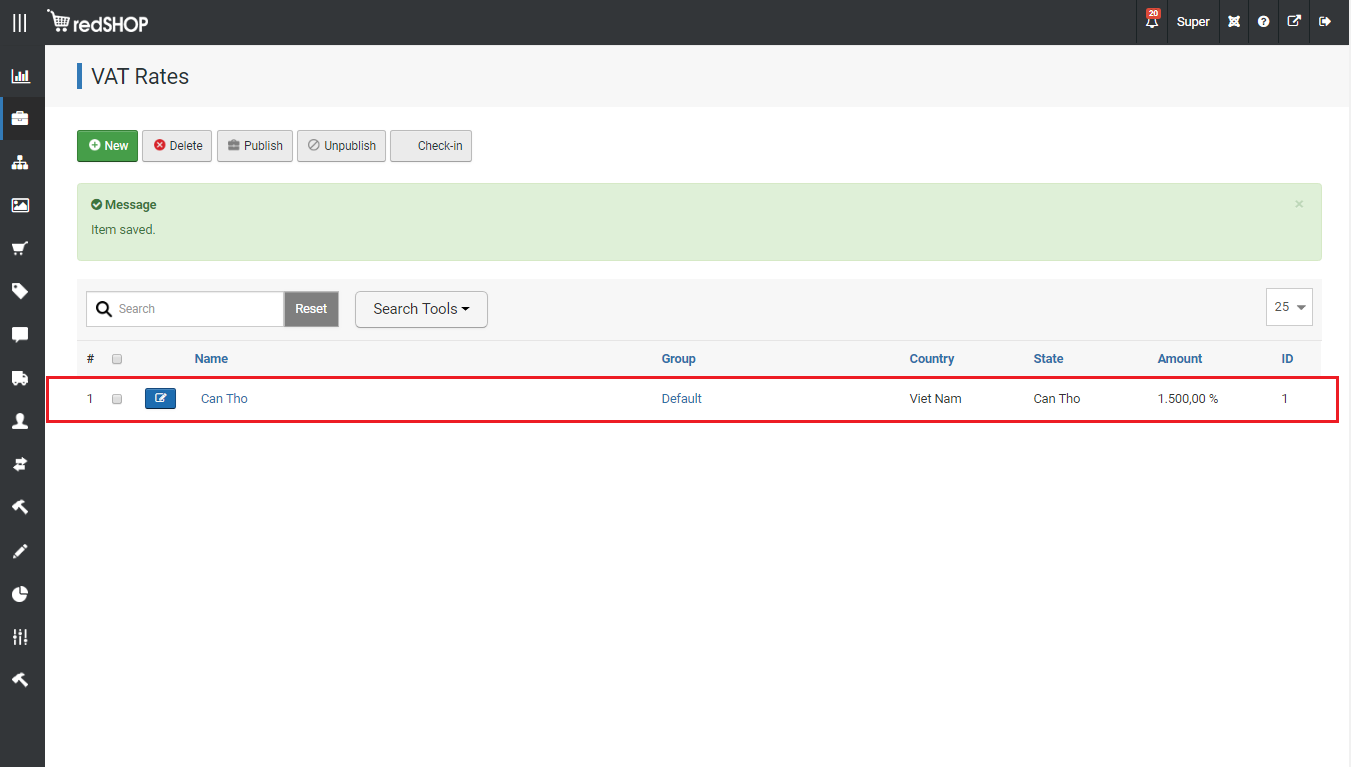 redSHOP
20
Super
VAT Rates
New Delete Publish Unpublish Check-in
Message ×
Item saved.
Search Reset Search Tools 25
# Name Group Country State Amount ID
1 Can Tho Default Viet Nam Can Tho 1.500,00 % 1